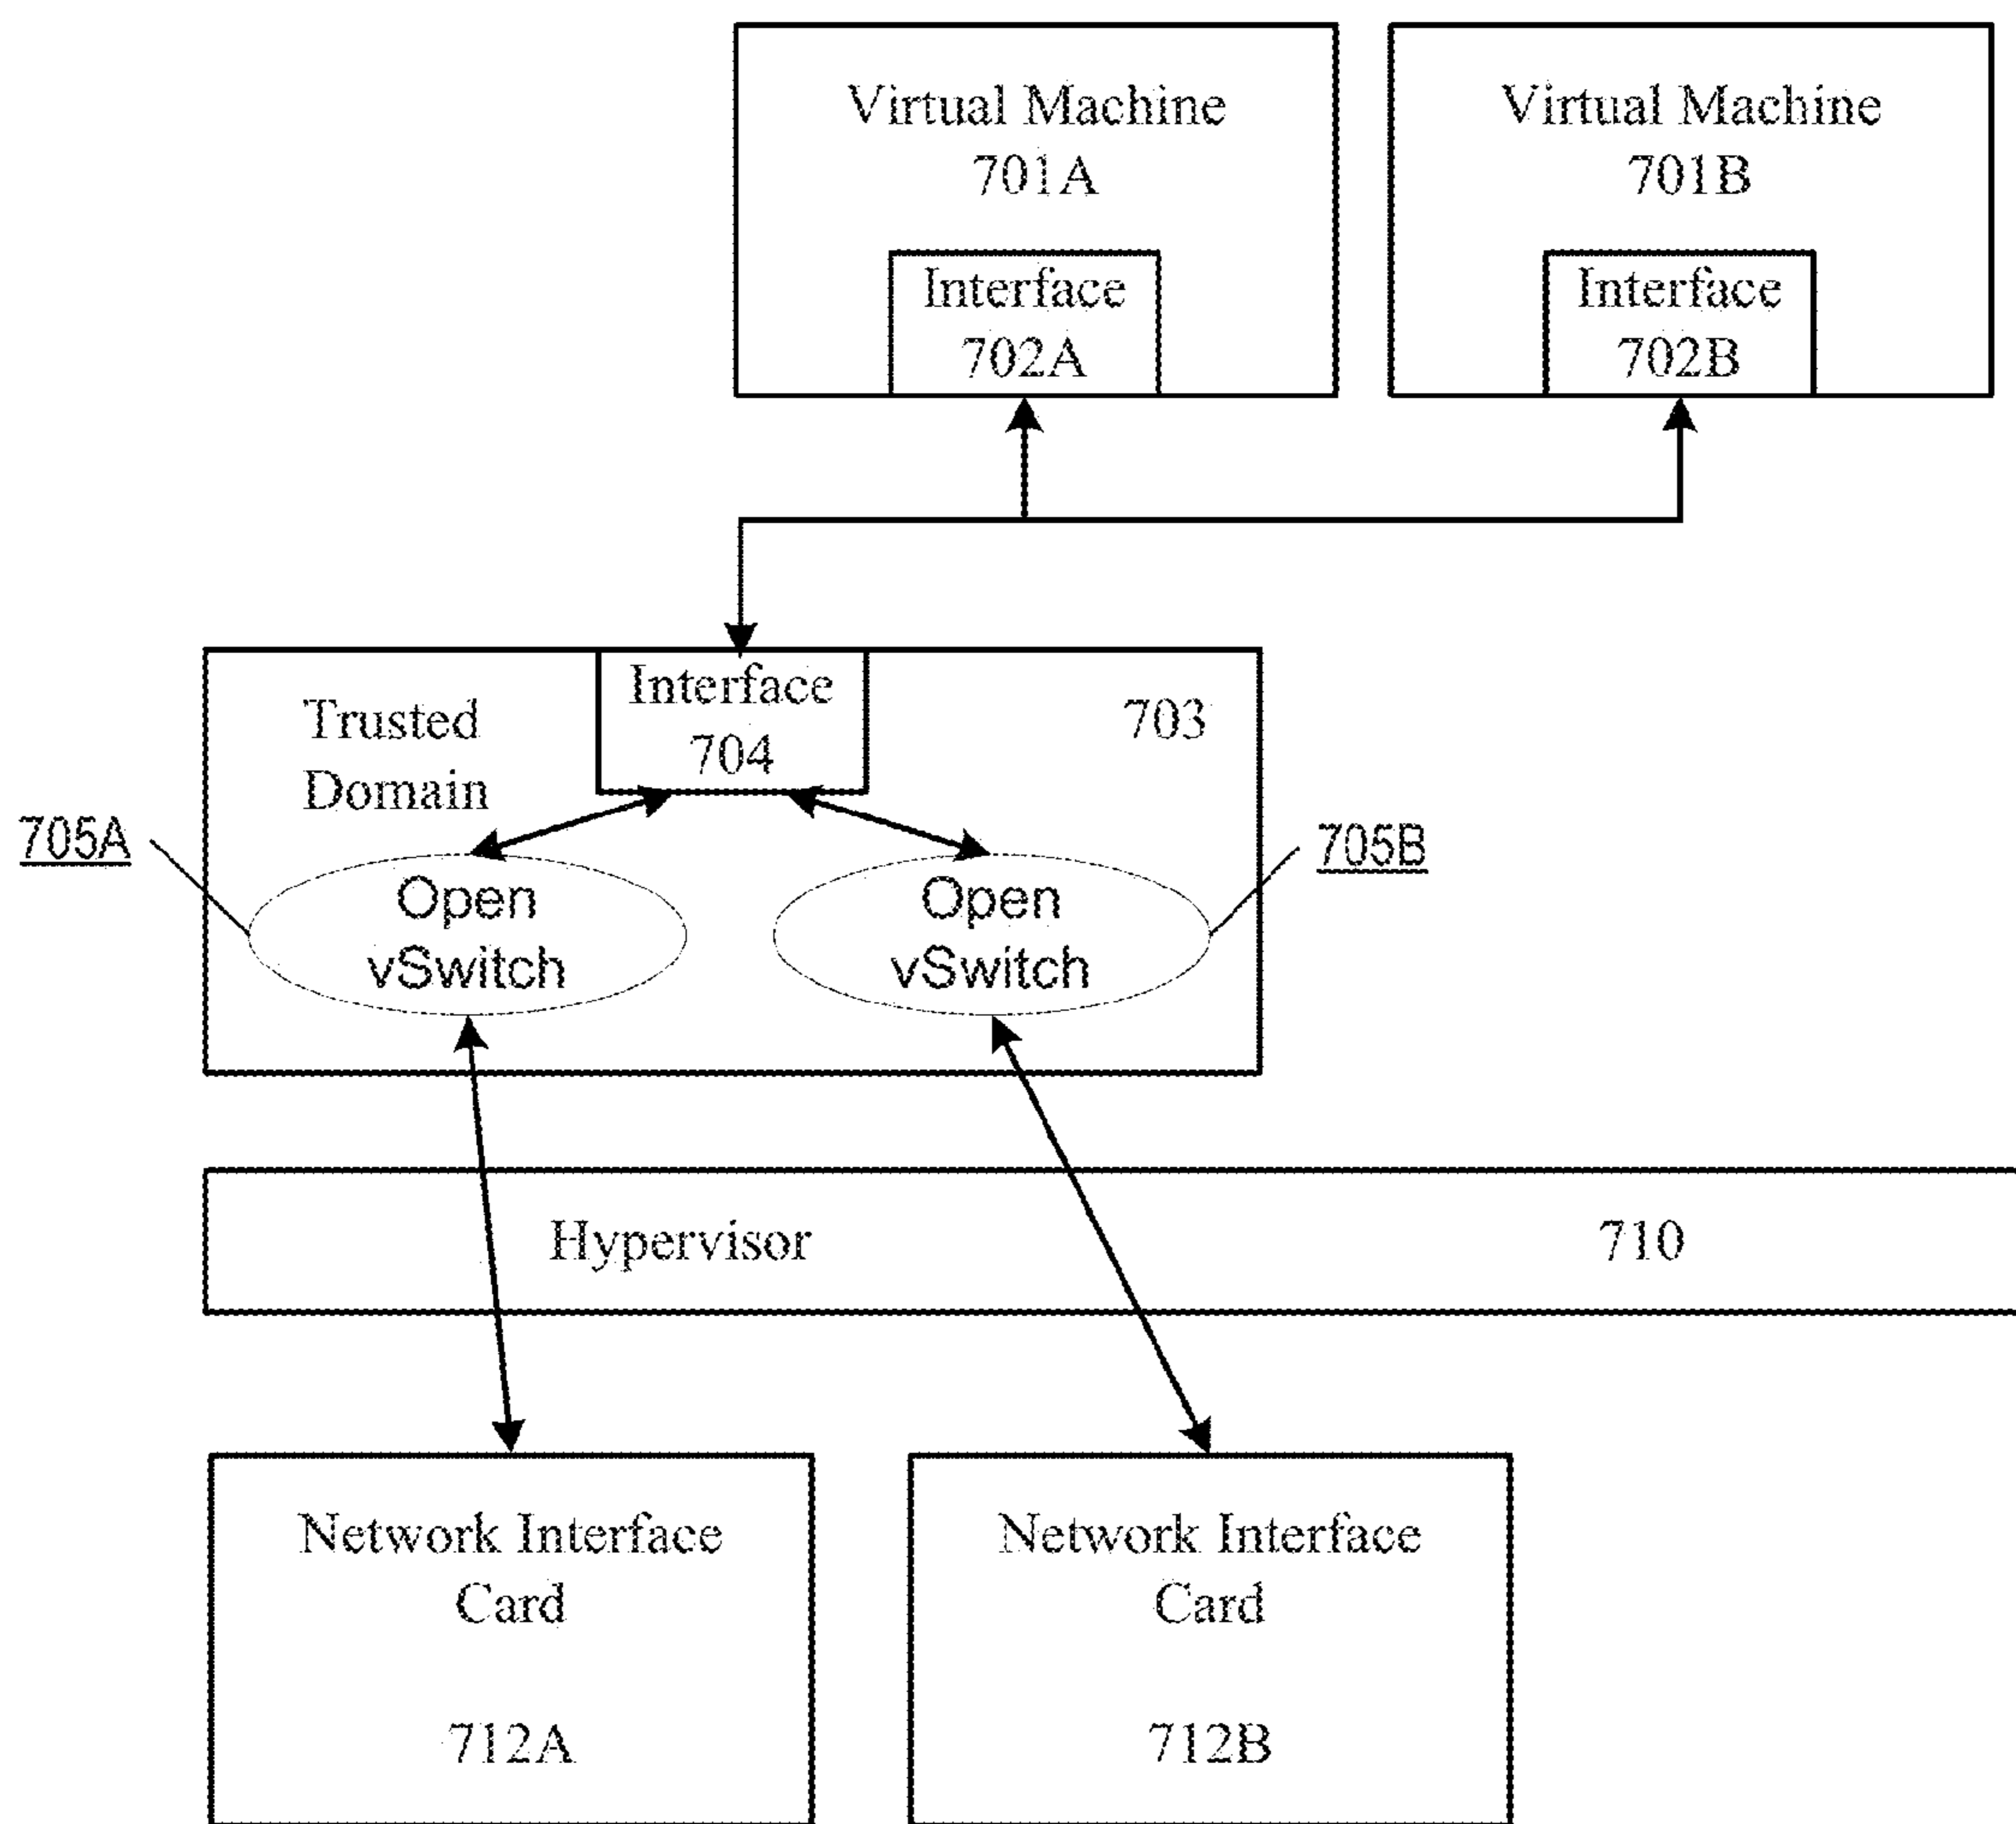 Virtual Machine
701A
Interface
702A
Virtual Machine
701B
Interface
702B
Trusted
Domain
Interface
704
703
705A
Open
vSwitch
705B
Open
vSwitch
Hypervisor
710
Network Interface
Card
712A
Network Interface
Card
712B